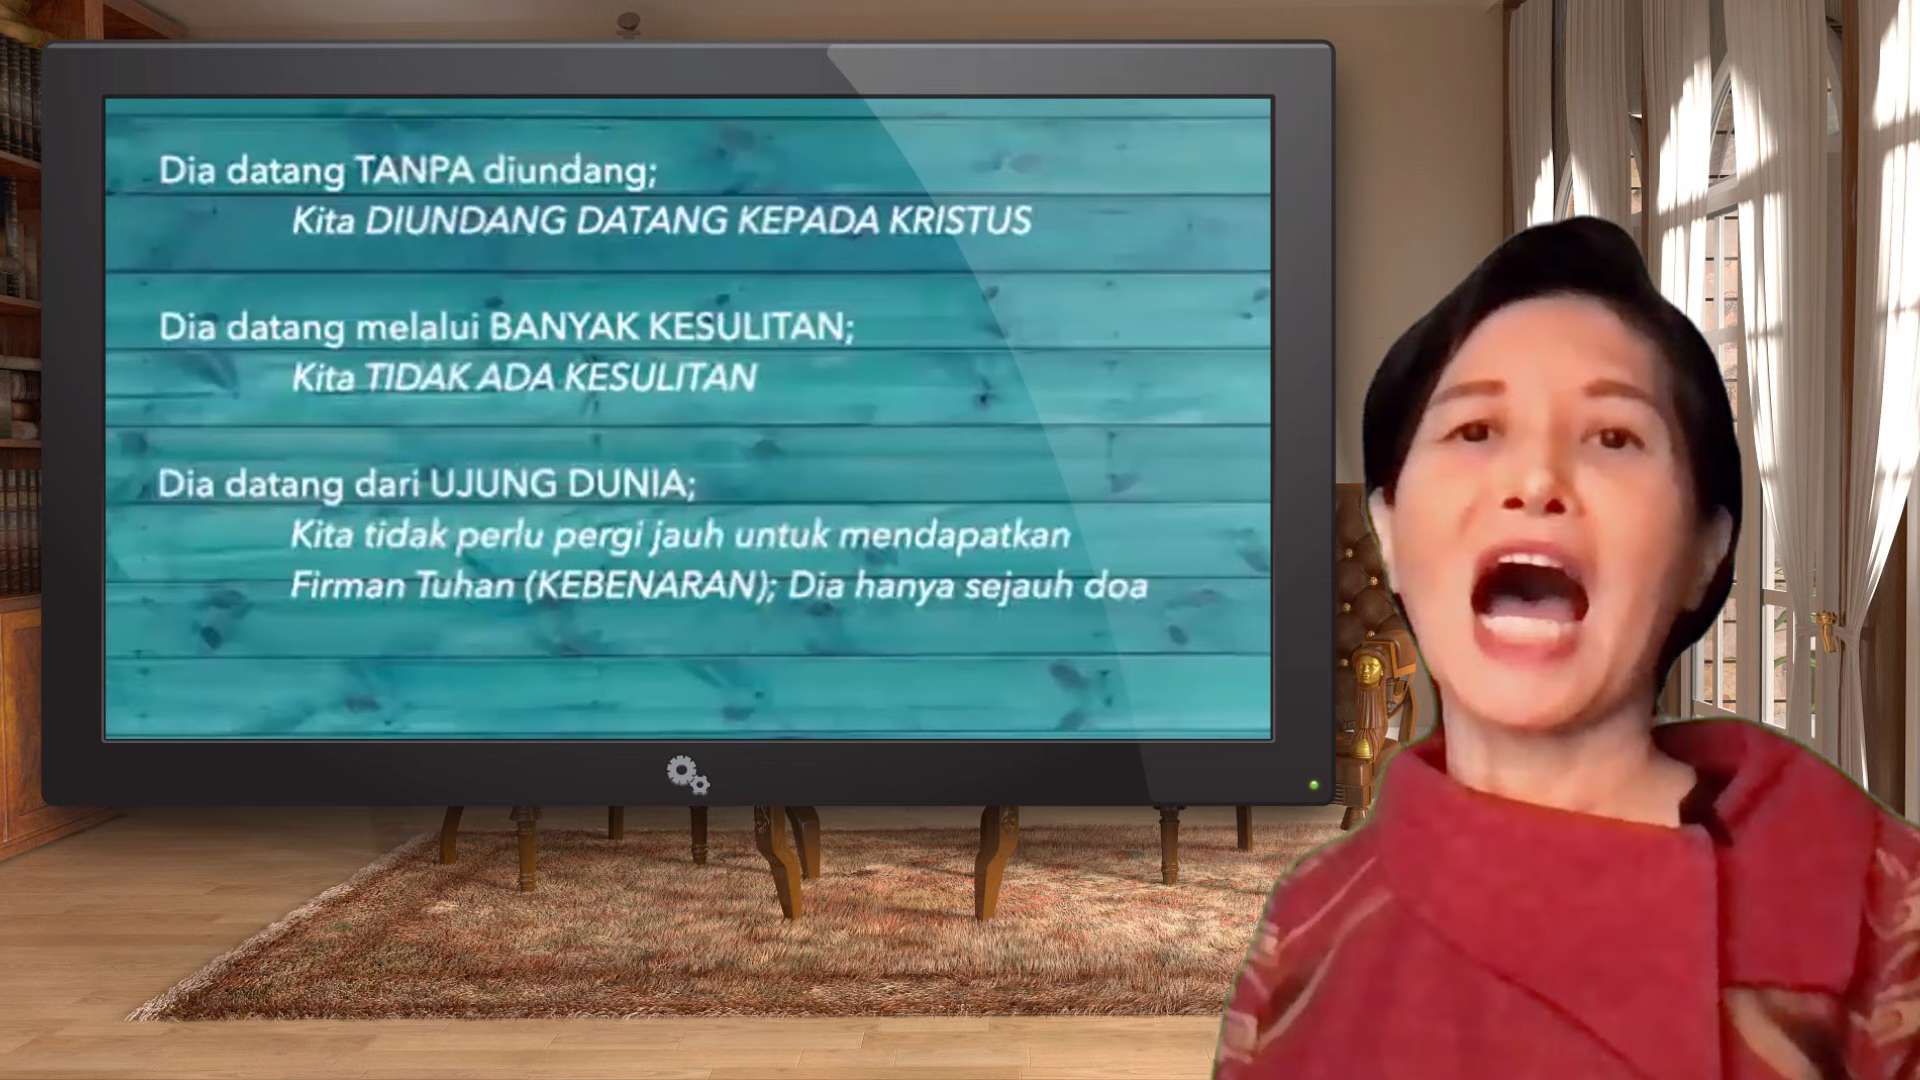 Dia datang TANPA diundang;
Kita DIUNDANG DATANG KEPADA KRISTUS
Dia datang melalui BANYAK KESULITAN;
Kita TIDAK ADA KESULITAN
Dia datang dari UJUNG DUNIA;
Kita tidak perlu pergi jauh untuk mendapatkan
Firman Tuhan (KEBENARAN); Dia hanya sejauh doa